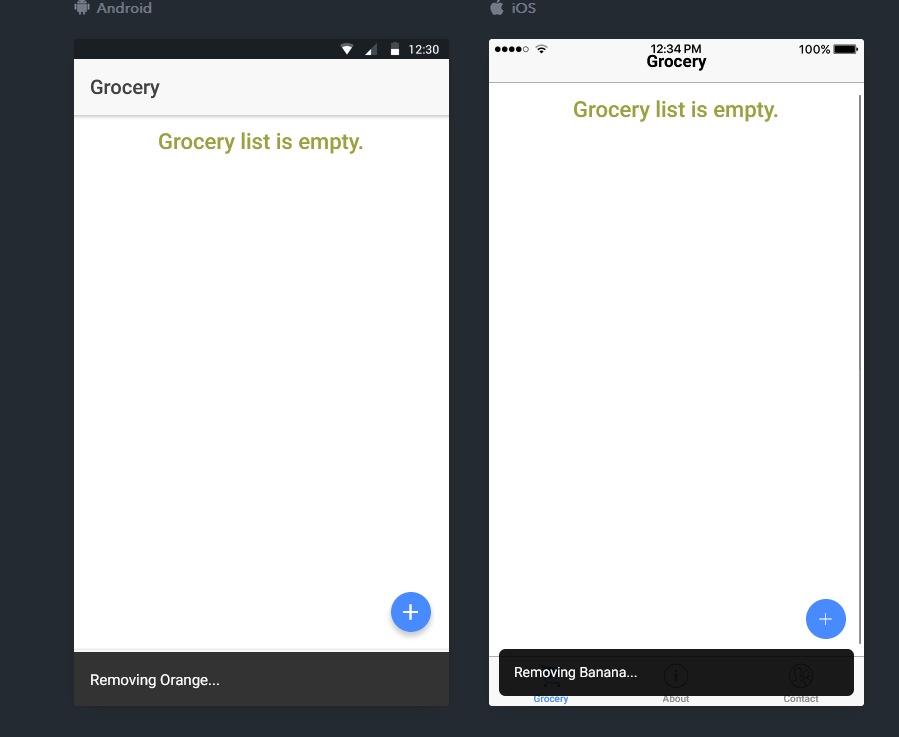 Android
12:30
Grocery
Grocery list is empty.
Removing Orange...
iOS
12:34 PM
100%
Grocery
Grocery list is empty.
Removing Banana...
Grocery
About
Contact